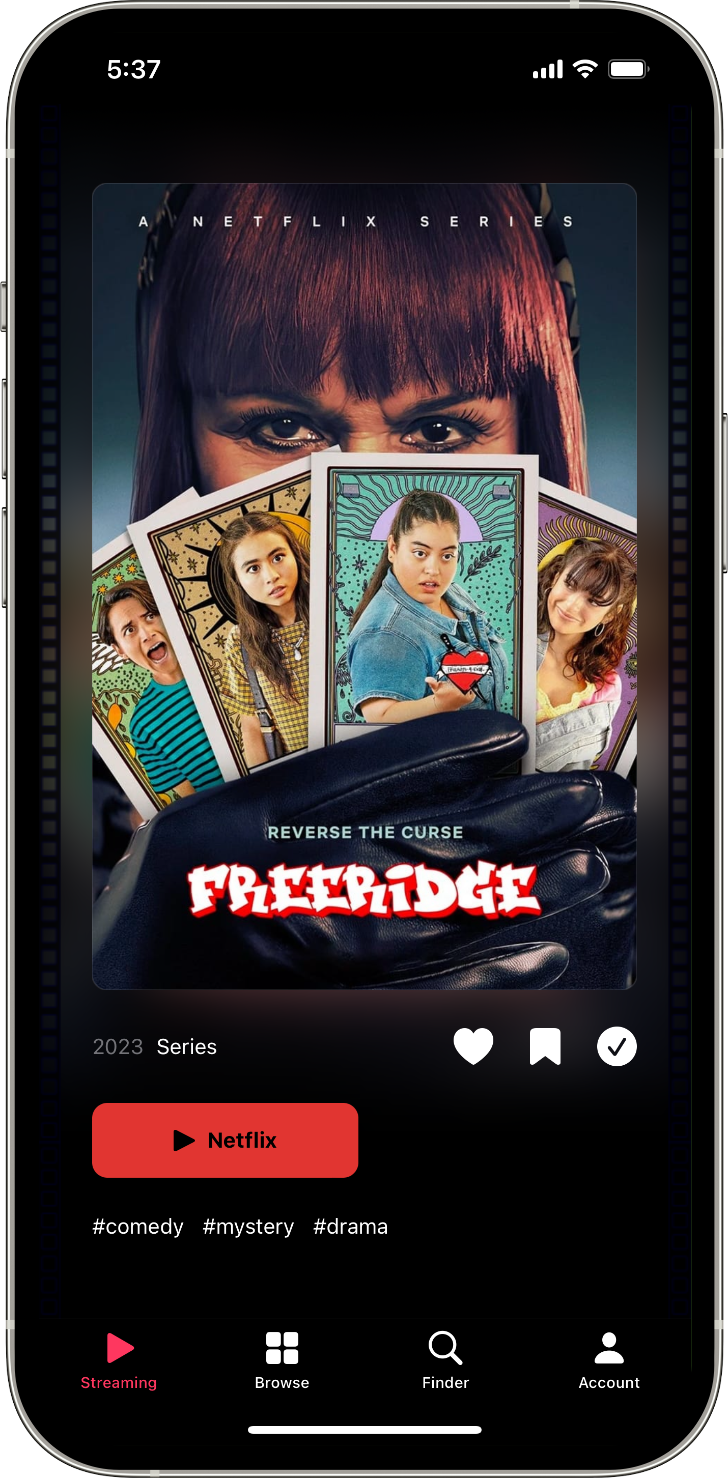 5:37
A NETFLIX SERIES
REVERSE THE CURSE
FREERiDGE
2023 Series
Netflix
#comedy #mystery #drama
Streaming Browse Finder Account